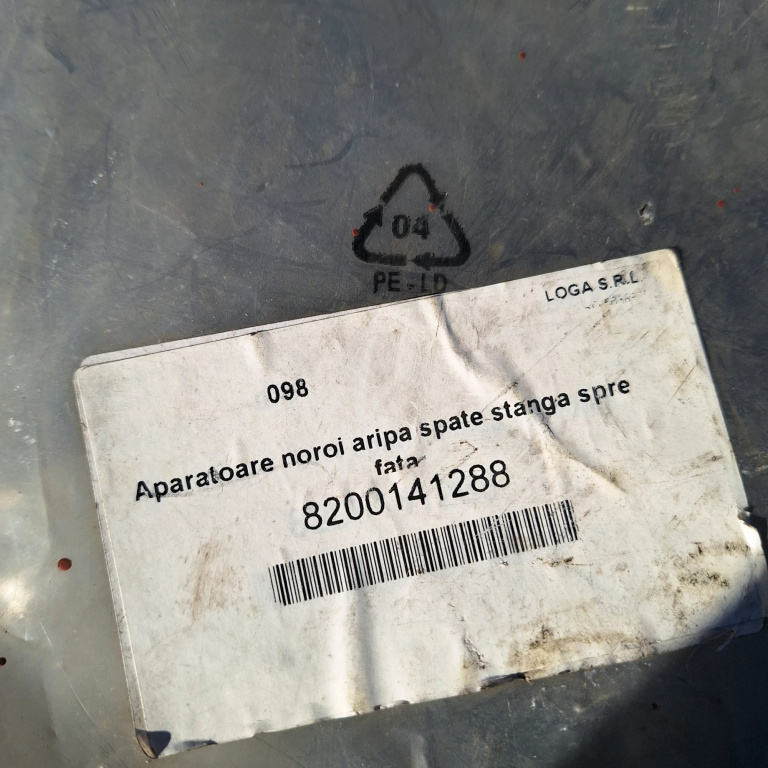 04
PE-LD
LOGA S.R.L.
098
Aparatoare noroi aripa spate stanga spre
fata
8200141288